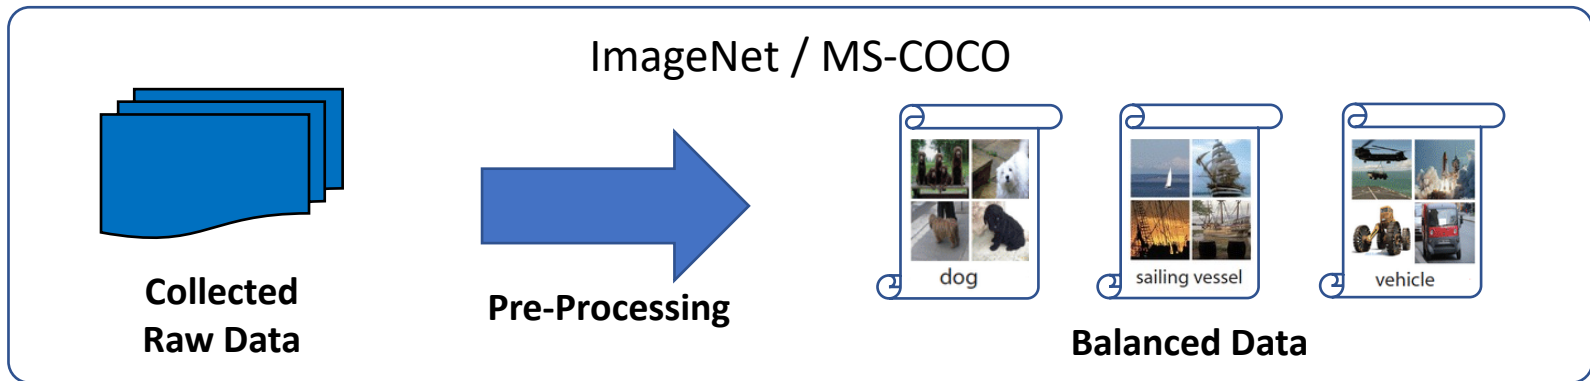 ImageNet / MS-COCO
Collected
Raw Data
Pre-Processing
dog
sailing vessel
vehicle
Balanced Data